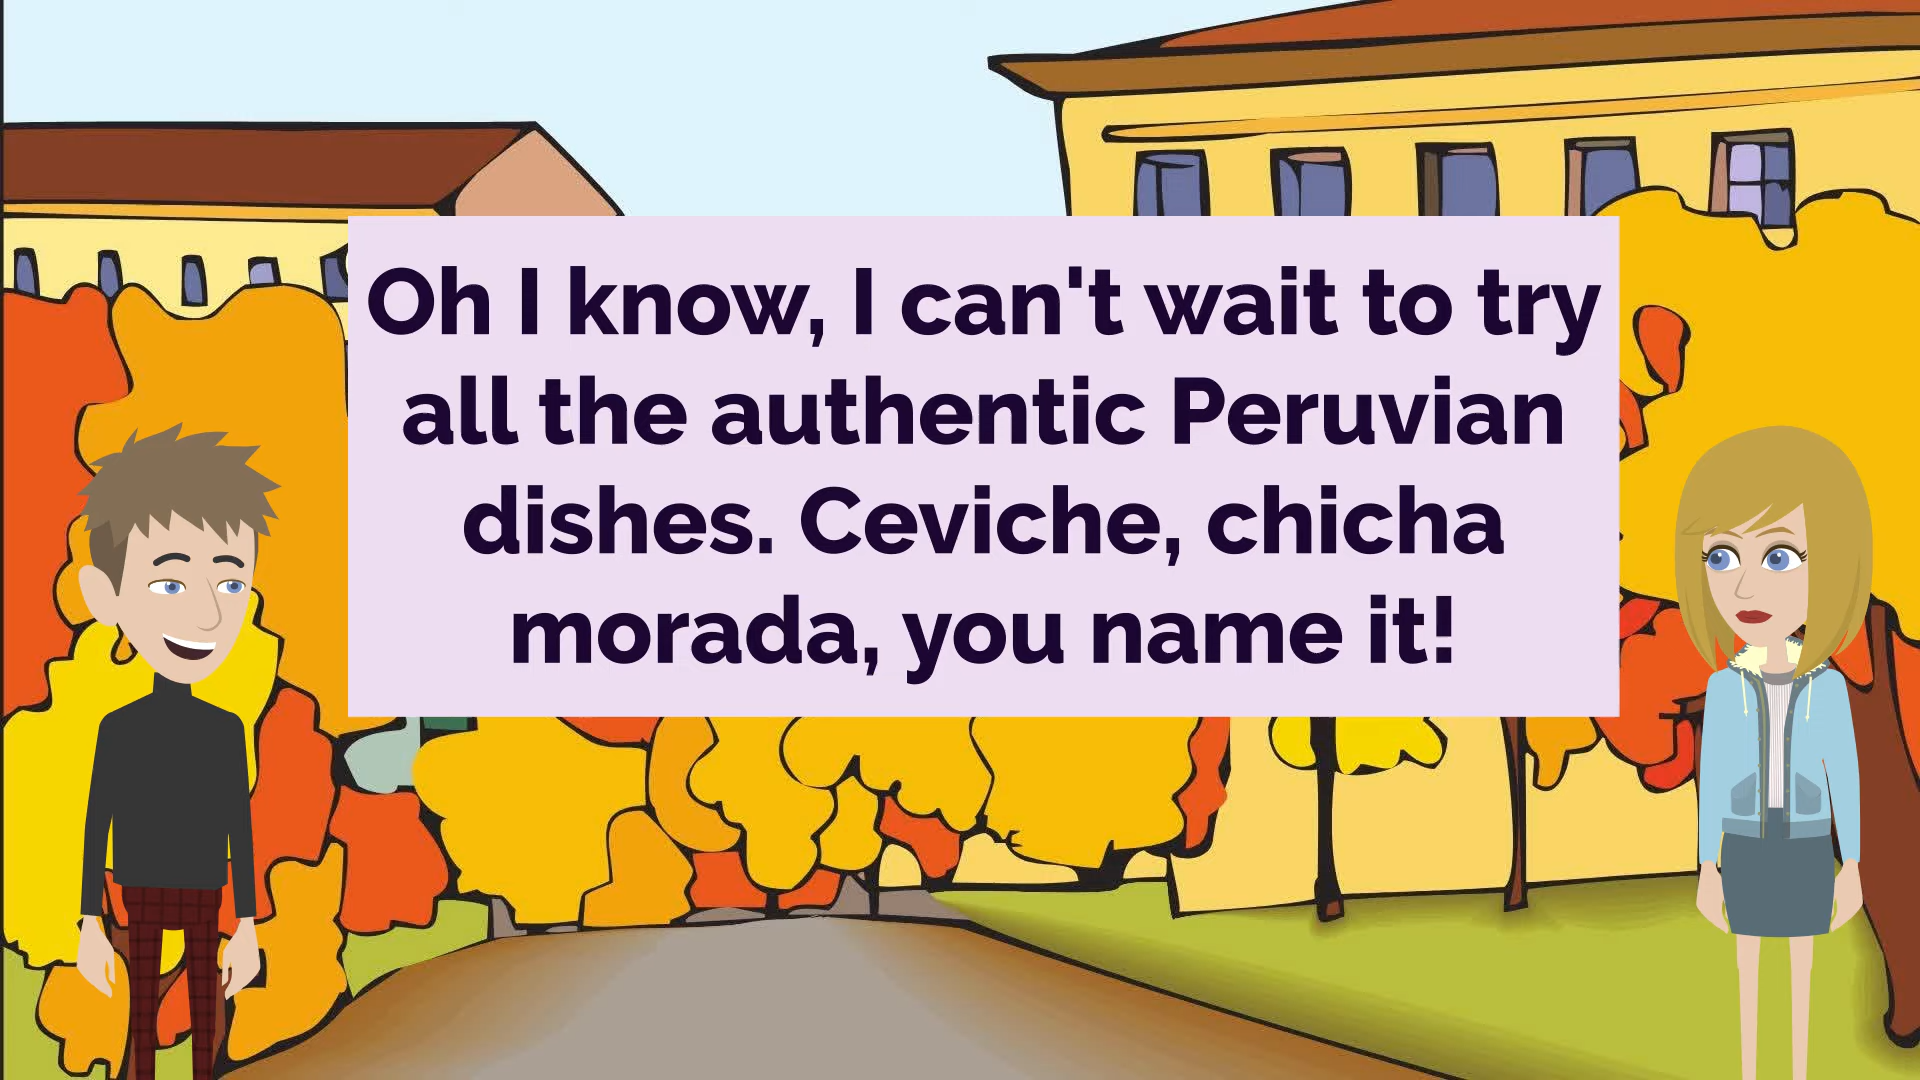 Oh I know, I can't wait to try
all the authentic Peruvian
dishes. Ceviche, chicha
morada, you name it!